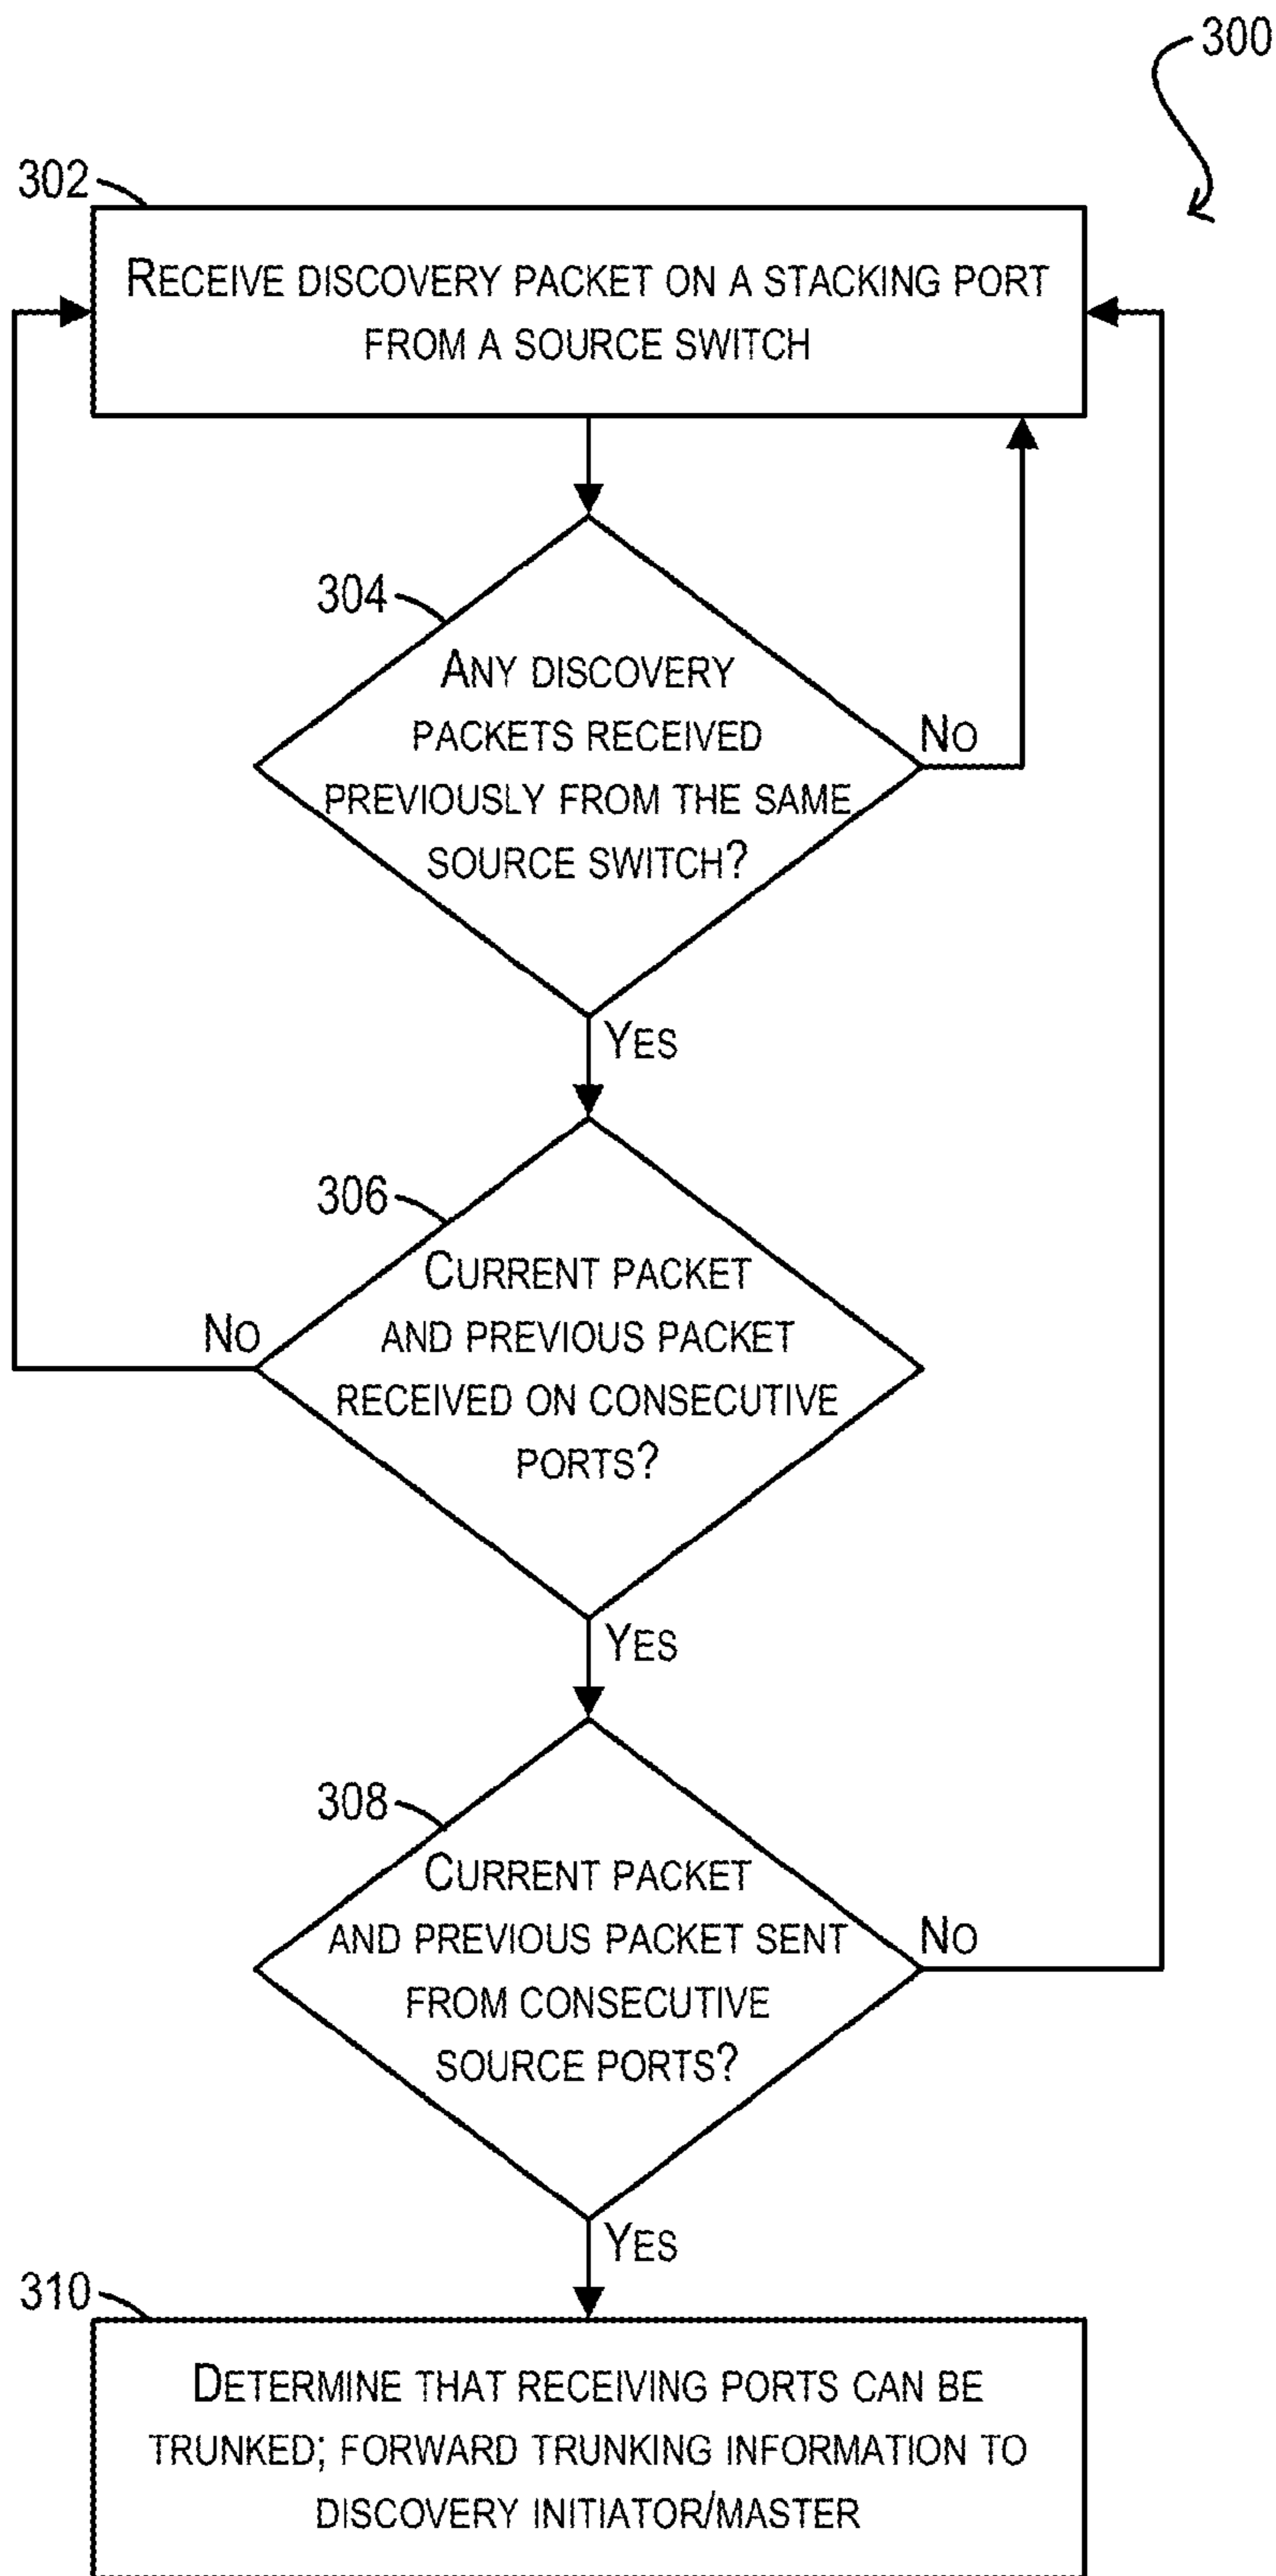 300
302
RECEIVE DISCOVERY PACKET ON A STACKING PORT
FROM A SOURCE SWITCH
304
ANY DISCOVERY
PACKETS RECEIVED
PREVIOUSLY FROM THE SAME
SOURCE SWITCH?
NO
YES
306
CURRENT PACKET
AND PREVIOUS PACKET
RECEIVED ON CONSECUTIVE
PORTS?
NO
YES
308
CURRENT PACKET
AND PREVIOUS PACKET SENT
FROM CONSECUTIVE
SOURCE PORTS?
NO
YES
310
DETERMINE THAT RECEIVING PORTS CAN BE
TRUNKED; FORWARD TRUNKING INFORMATION TO
DISCOVERY INITIATOR/MASTER